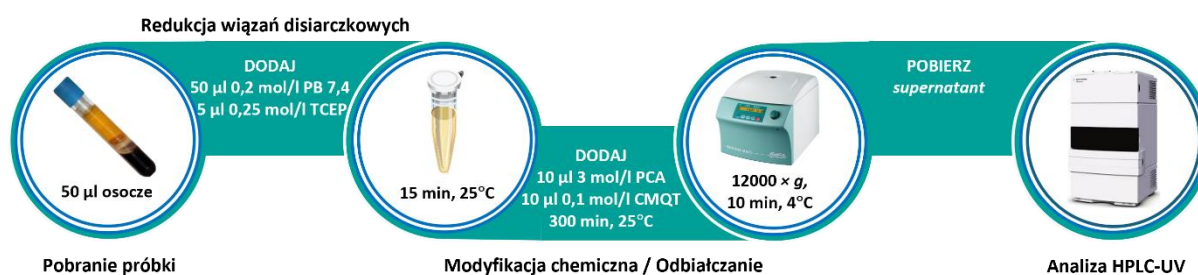 Redukcja wiązań disiarczkowych
DODAJ
50 µl 0,2 mol/l PB 7,4
5 µl 0,25 mol/l TCEP
50 µl osocze
Pobranie próbki
15 min, 25°C
DODAJ
10 µl 3 mol/l PCA
10 µl 0,1 mol/l CMQT
300 min, 25°C
Modyfikacja chemiczna / Odbiałczanie
12000 × g,
10 min, 4°C
POBIERZ
supernatant
Analiza HPLC-UV